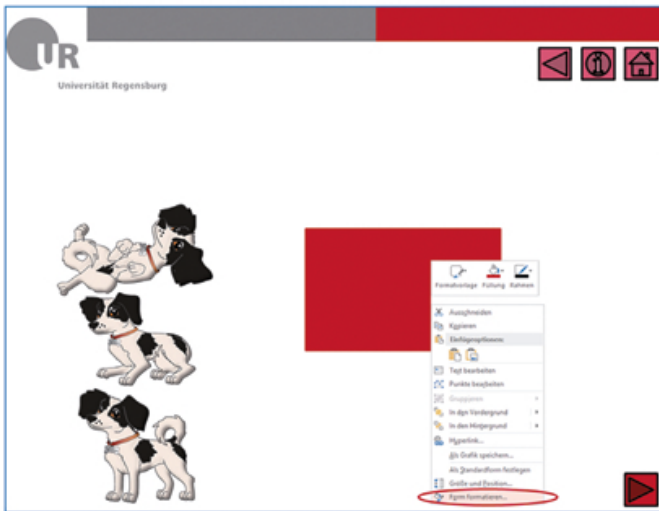 UR
Universität Regensburg
Formatvorlage Füllung Rahmen
Ausschneiden
Kopieren
Einfügeoptionen:
Text bearbeiten
Punkte bearbeiten
Gruppieren
In den Vordergrund
In den Hintergrund
Hyperlink...
Als Grafik speichern...
Als Standardform festlegen
Größe und Position...
Form formatieren...